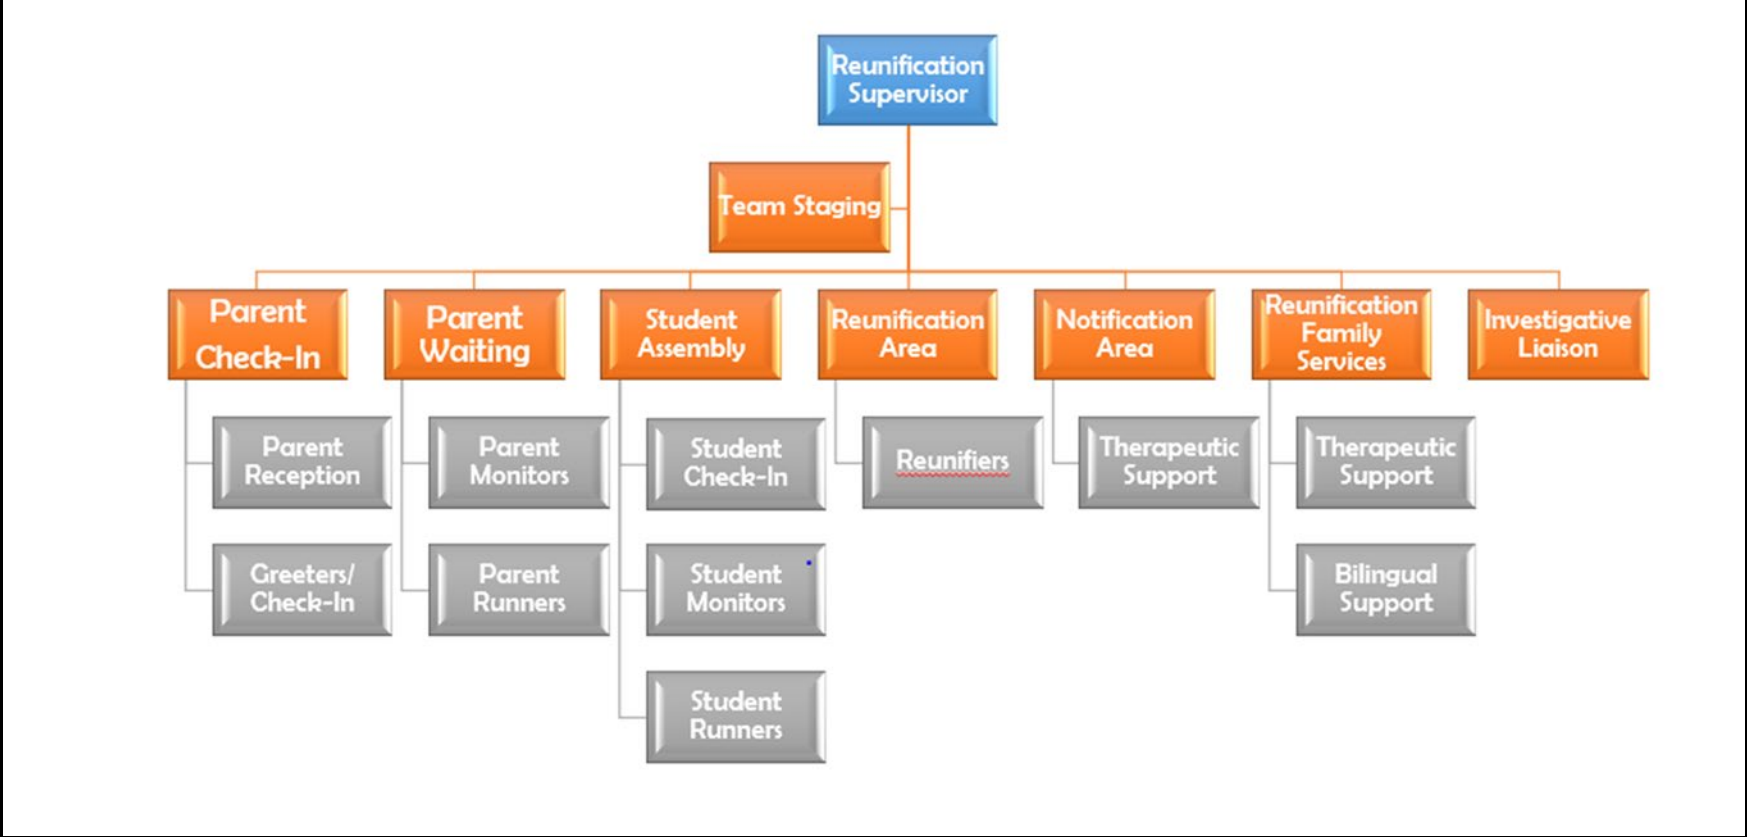 Reunification
Supervisor
Team Staging
Parent
Check-In
Parent
Waiting
Student
Assembly
Reunification
Area
Notification
Area
Reunification
Family
Services
Investigative
Liaison
Parent
Reception
Parent
Monitors
Student
Check-In
Reunifiers
Therapeutic
Support
Therapeutic
Support
Greeters/
Check-In
Parent
Runners
Student
Monitors
Bilingual
Support
Student
Runners